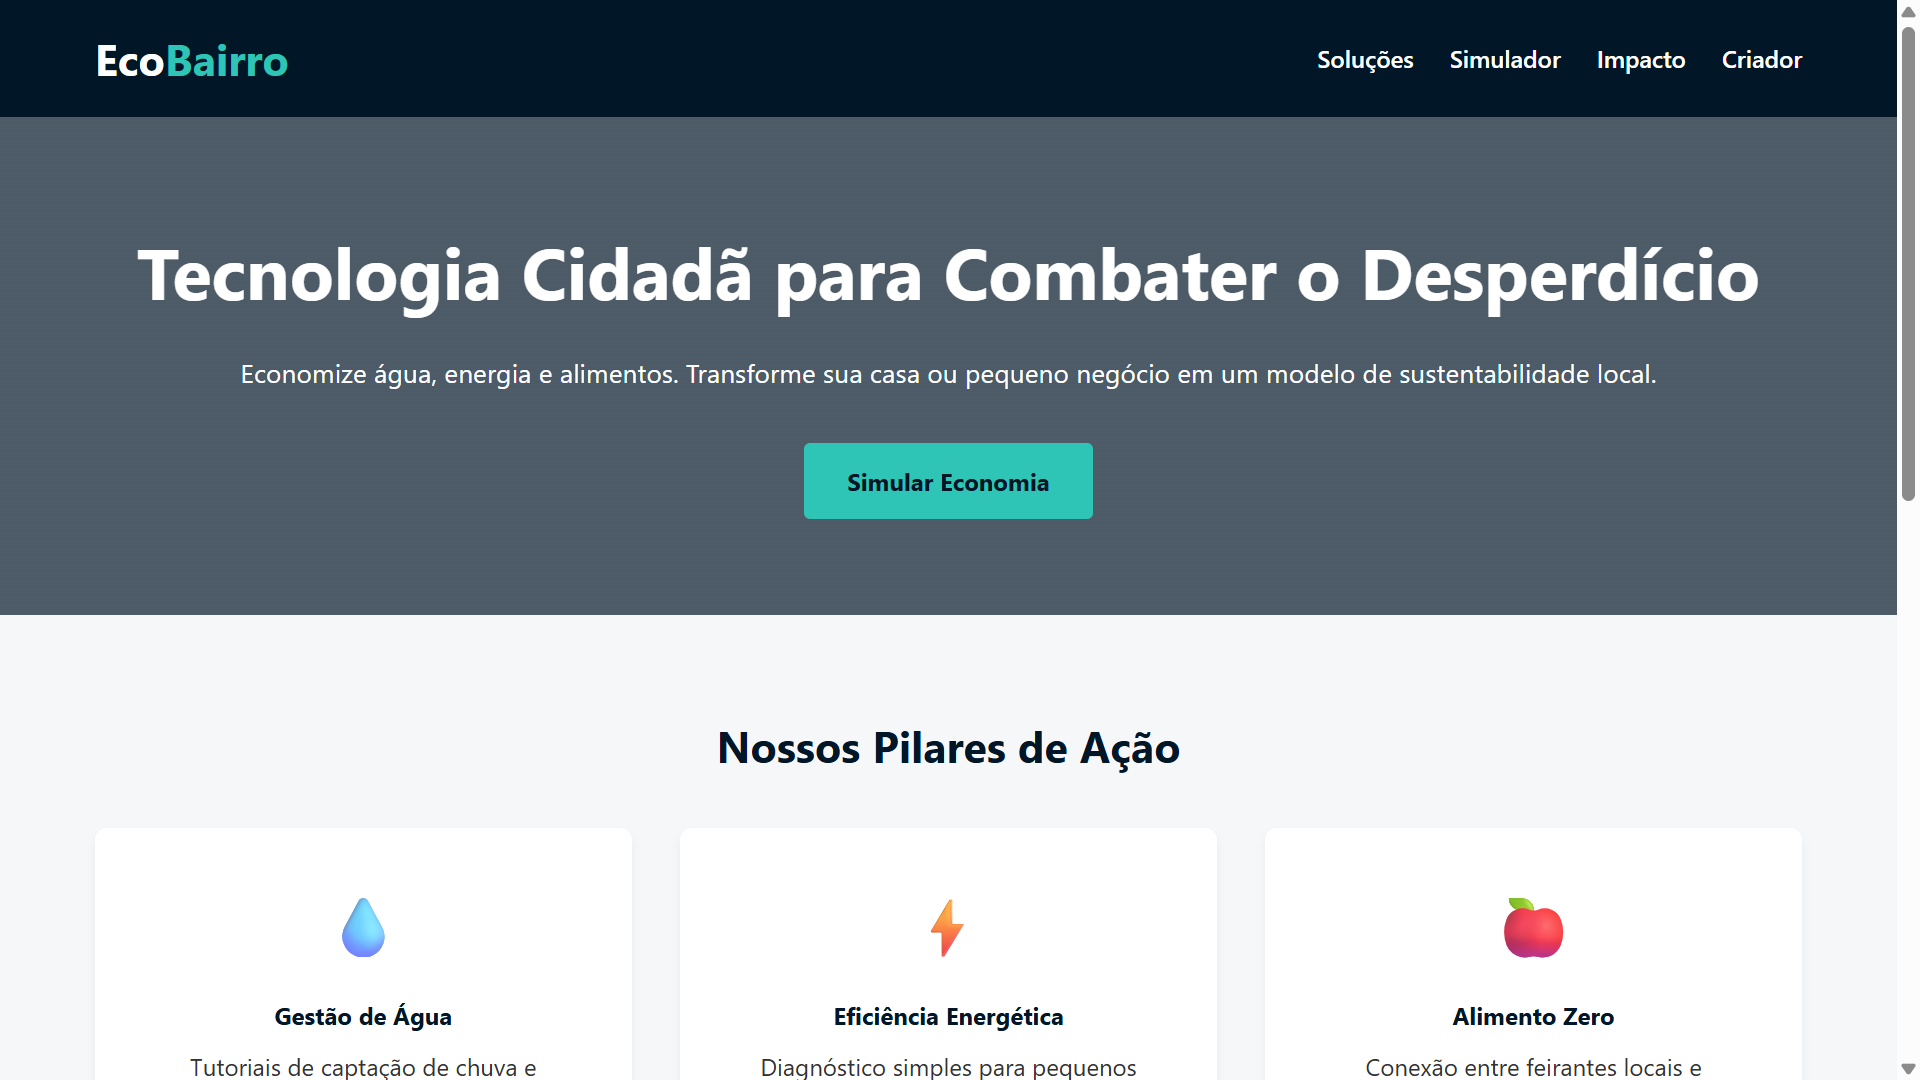 EcoBairro
Soluções Simulador Impacto Criador
Tecnologia Cidadã para Combater o Desperdício
Economize água, energia e alimentos. Transforme sua casa ou pequeno negócio em um modelo de sustentabilidade local.
Simular Economia
Nossos Pilares de Ação
Gestão de Água
Tutoriais de captação de chuva e
Eficiência Energética
Diagnóstico simples para pequenos
Alimento Zero
Conexão entre feirantes locais e